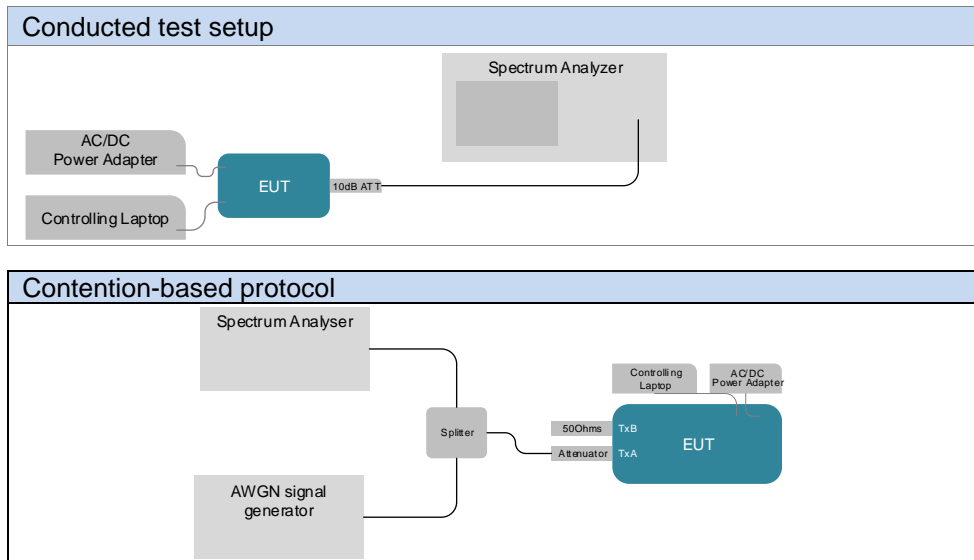 Conducted test setup
Spectrum Analyzer
AC/DC
Power Adapter
EUT
10dB ATT
Controlling Laptop
Contention-based protocol
Spectrum Analyser
Controlling
Laptop
AC/DC
Power Adapter
Splitter
50Ohms
TxB
EUT
Attenuator
TxA
AWGN signal
generator